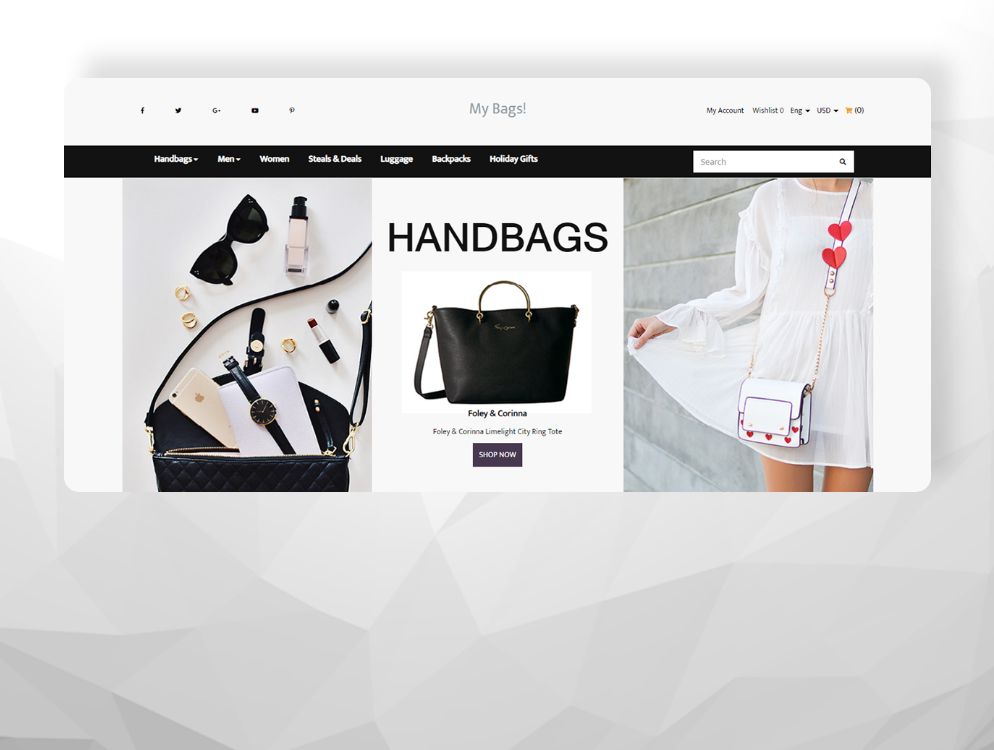 My Bags!
My Account Wishlist 0 Eng USD (0)
Handbags Men Women Steals & Deals Luggage Backpacks Holiday Gifts Search
HANDBAGS
Foley & Corinna
Foley & Corinna Limelight City Ring Tote
SHOP NOW